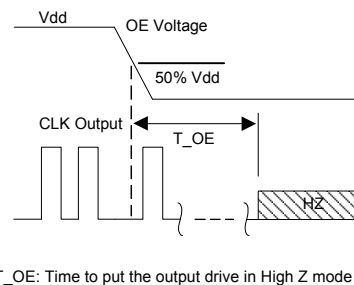 Vdd
OE Voltage
50% Vdd
CLK Output
T_OE
HZ
T_OE: Time to put the output drive in High Z mode